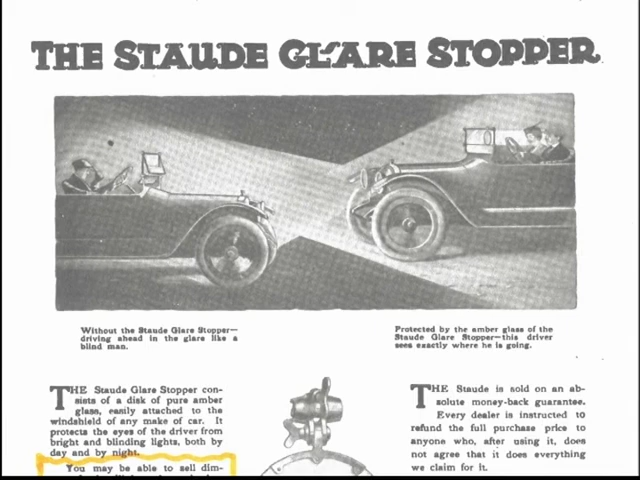 THE STAUDE GLARE STOPPER
Without the Staude Glare Stopper—
driving ahead in the glare like a
blind man.
Protected by the amber glass of the
Staude Glare Stopper—this driver
sees exactly where he is going.
THE Staude Glare Stopper con-
sists of a disk of pure amber
glass, easily attached to the
windshield of any make of car. It
protects the eyes of the driver from
bright and blinding lights, both by
day and by night.
You may be able to sell dim-
THE Staude is sold on an ab-
solute money-back guarantee.
Every dealer is instructed to
refund the full purchase price to
anyone who, after using it, does
not agree that it does everything
we claim for it.